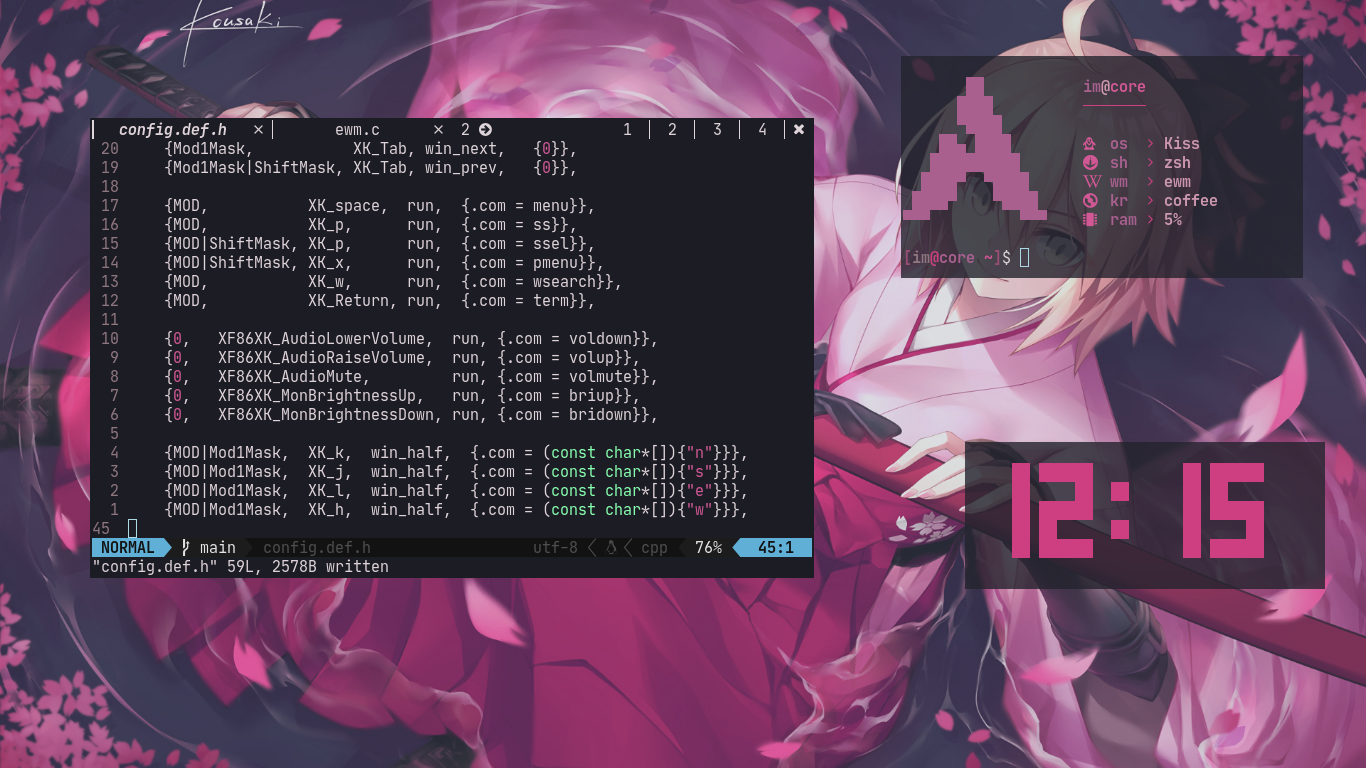 Kousaki
config.def.h × ewm.c × 2 1 2 3 4 ×
20 {Mod1Mask, XK_Tab, win_next, {0}},
19 {Mod1Mask|ShiftMask, XK_Tab, win_prev, {0}},
18
17 {MOD, XK_space, run, {.com = menu}},
16 {MOD, XK_p, run, {.com = ss}},
15 {MOD|ShiftMask, XK_p, run, {.com = ssel}},
14 {MOD|ShiftMask, XK_x, run, {.com = pmenu}},
13 {MOD, XK_w, run, {.com = wsearch}},
12 {MOD, XK_Return, run, {.com = term}},
11
10 {0, XF86XK_AudioLowerVolume, run, {.com = voldown}},
9 {0, XF86XK_AudioRaiseVolume, run, {.com = volup}},
8 {0, XF86XK_AudioMute, run, {.com = volmute}},
7 {0, XF86XK_MonBrightnessUp, run, {.com = briup}},
6 {0, XF86XK_MonBrightnessDown, run, {.com = bridown}},
5
4 {MOD|Mod1Mask, XK_k, win_half, {.com = (const char*[]){"n"}}},
3 {MOD|Mod1Mask, XK_j, win_half, {.com = (const char*[]){"s"}}},
2 {MOD|Mod1Mask, XK_l, win_half, {.com = (const char*[]){"e"}}},
1 {MOD|Mod1Mask, XK_h, win_half, {.com = (const char*[]){"w"}}},
45
NORMAL main config.def.h utf-8 cpp 76% 45:1
"config.def.h" 59L, 2578B written
im@core
os > Kiss
sh > zsh
wm > ewm
kr > coffee
ram > 5%
[im@core ~]$
12:15